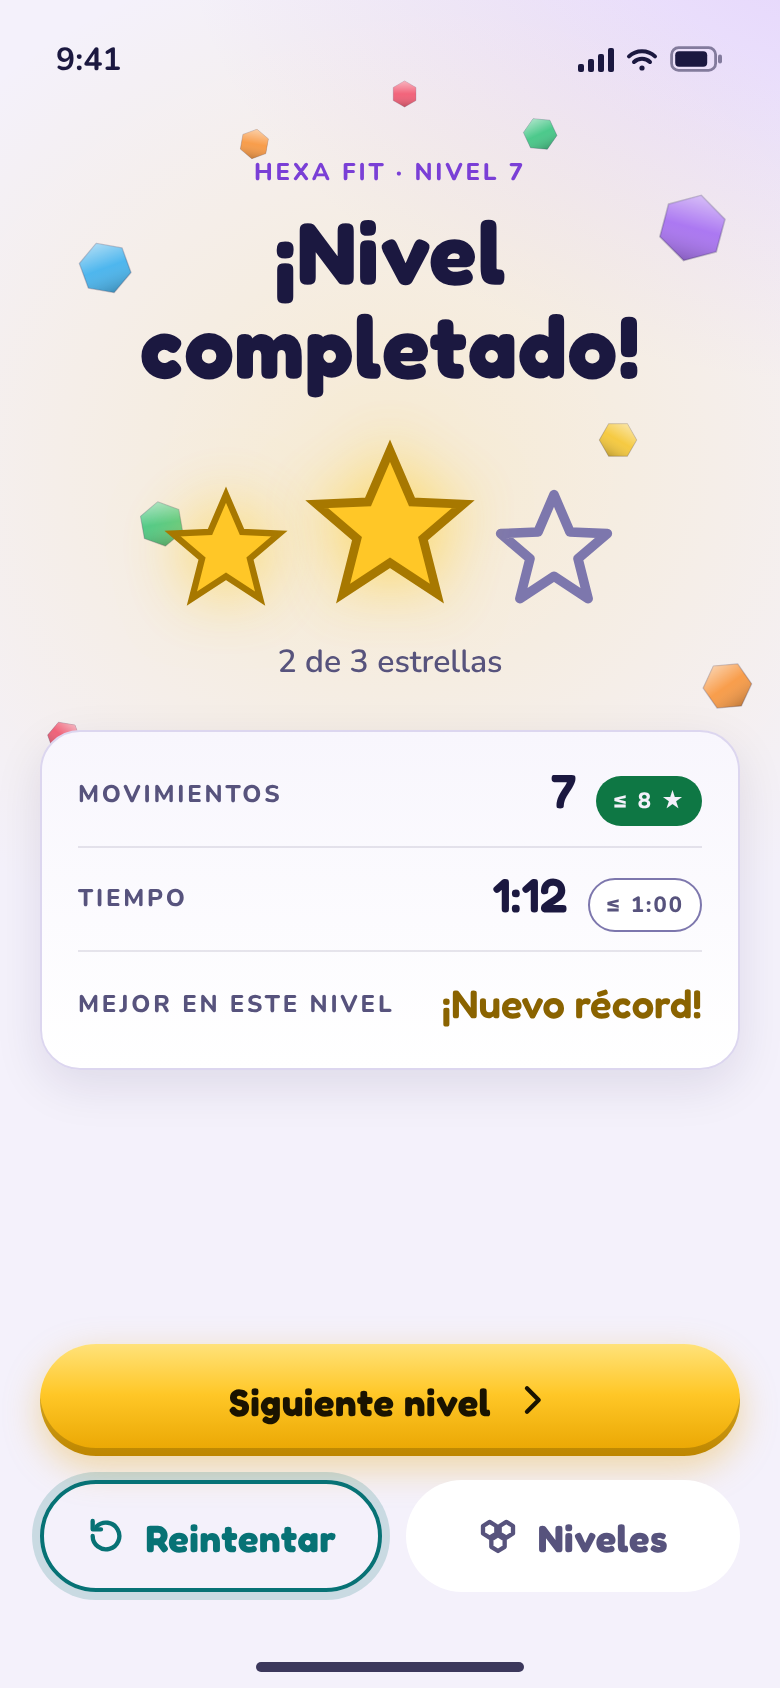 9:41
HEXA FIT · NIVEL 7
¡Nivel
completado!
2 de 3 estrellas
MOVIMIENTOS 7 ≤ 8 ★
TIEMPO 1:12 ≤ 1:00
MEJOR EN ESTE NIVEL ¡Nuevo récord!
Siguiente nivel
Reintentar Niveles